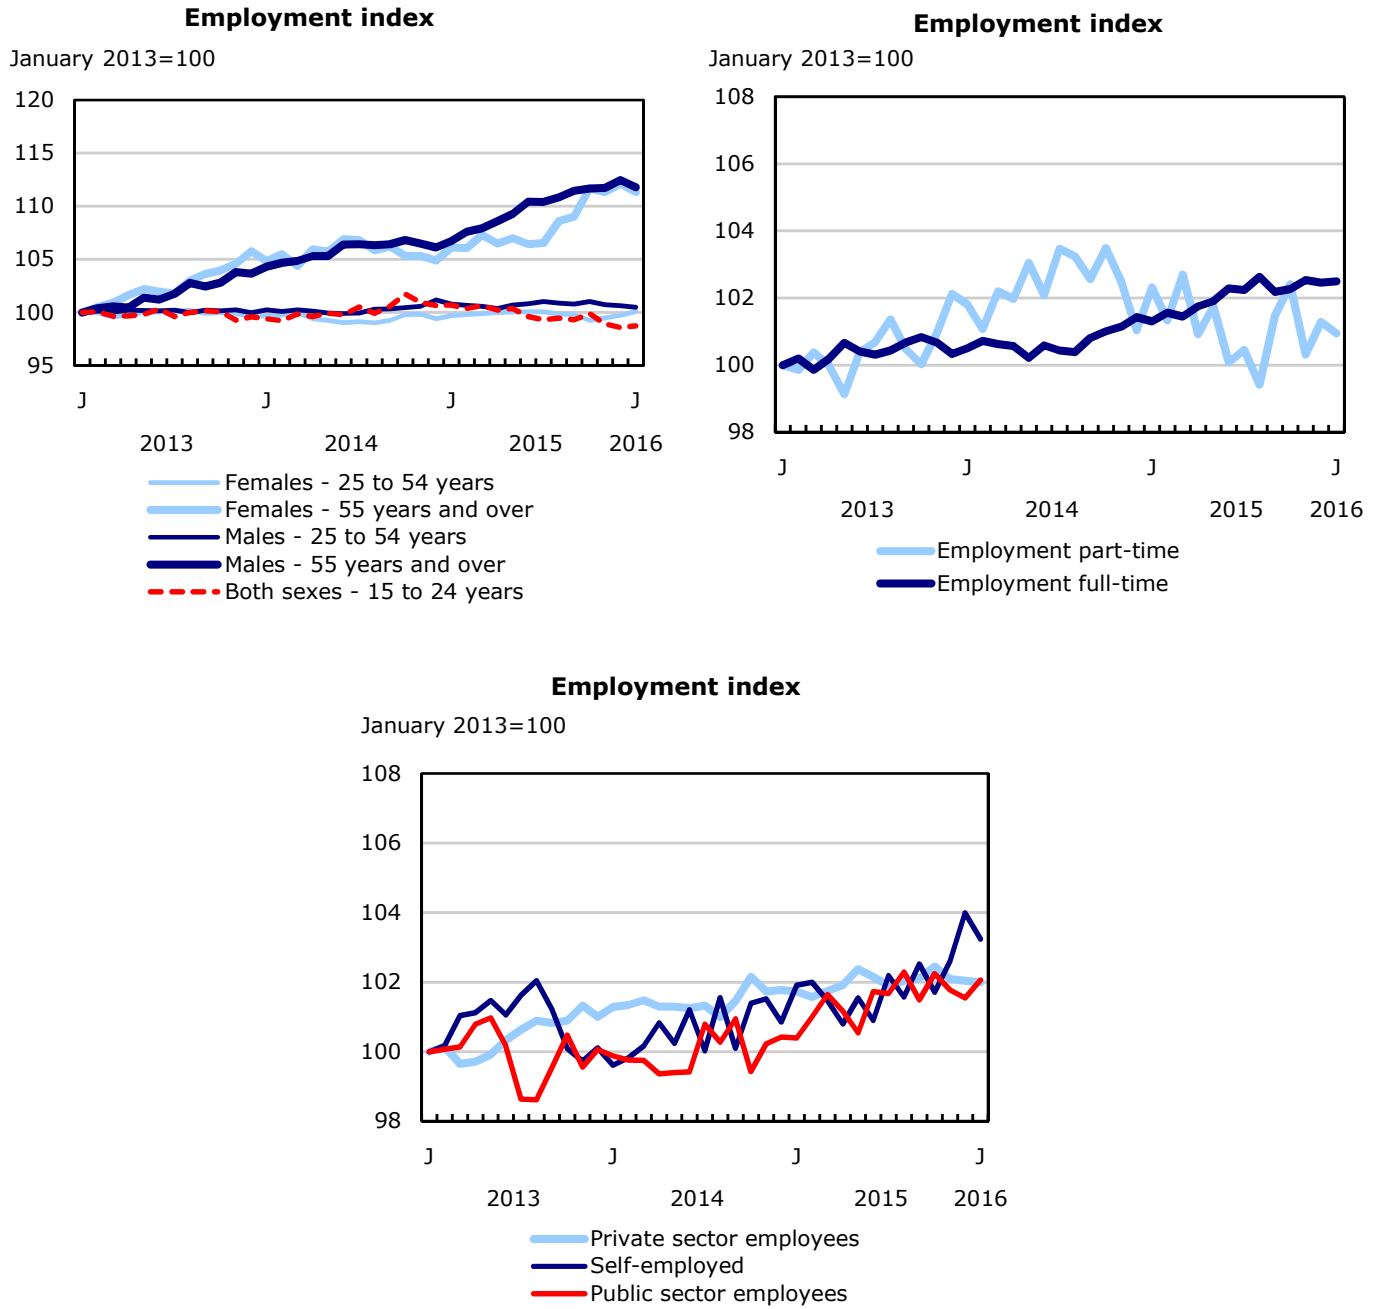 Employment index
January 2013=100
120
115
110
105
100
95
J J J J
2013 2014 2015 2016
Females - 25 to 54 years
Females - 55 years and over
Males - 25 to 54 years
Males - 55 years and over
Both sexes - 15 to 24 years
Employment index
January 2013=100
108
106
104
102
100
98
J J J J
2013 2014 2015 2016
Employment part-time
Employment full-time
Employment index
January 2013=100
108
106
104
102
100
98
J J J J
2013 2014 2015 2016
Private sector employees
Self-employed
Public sector employees